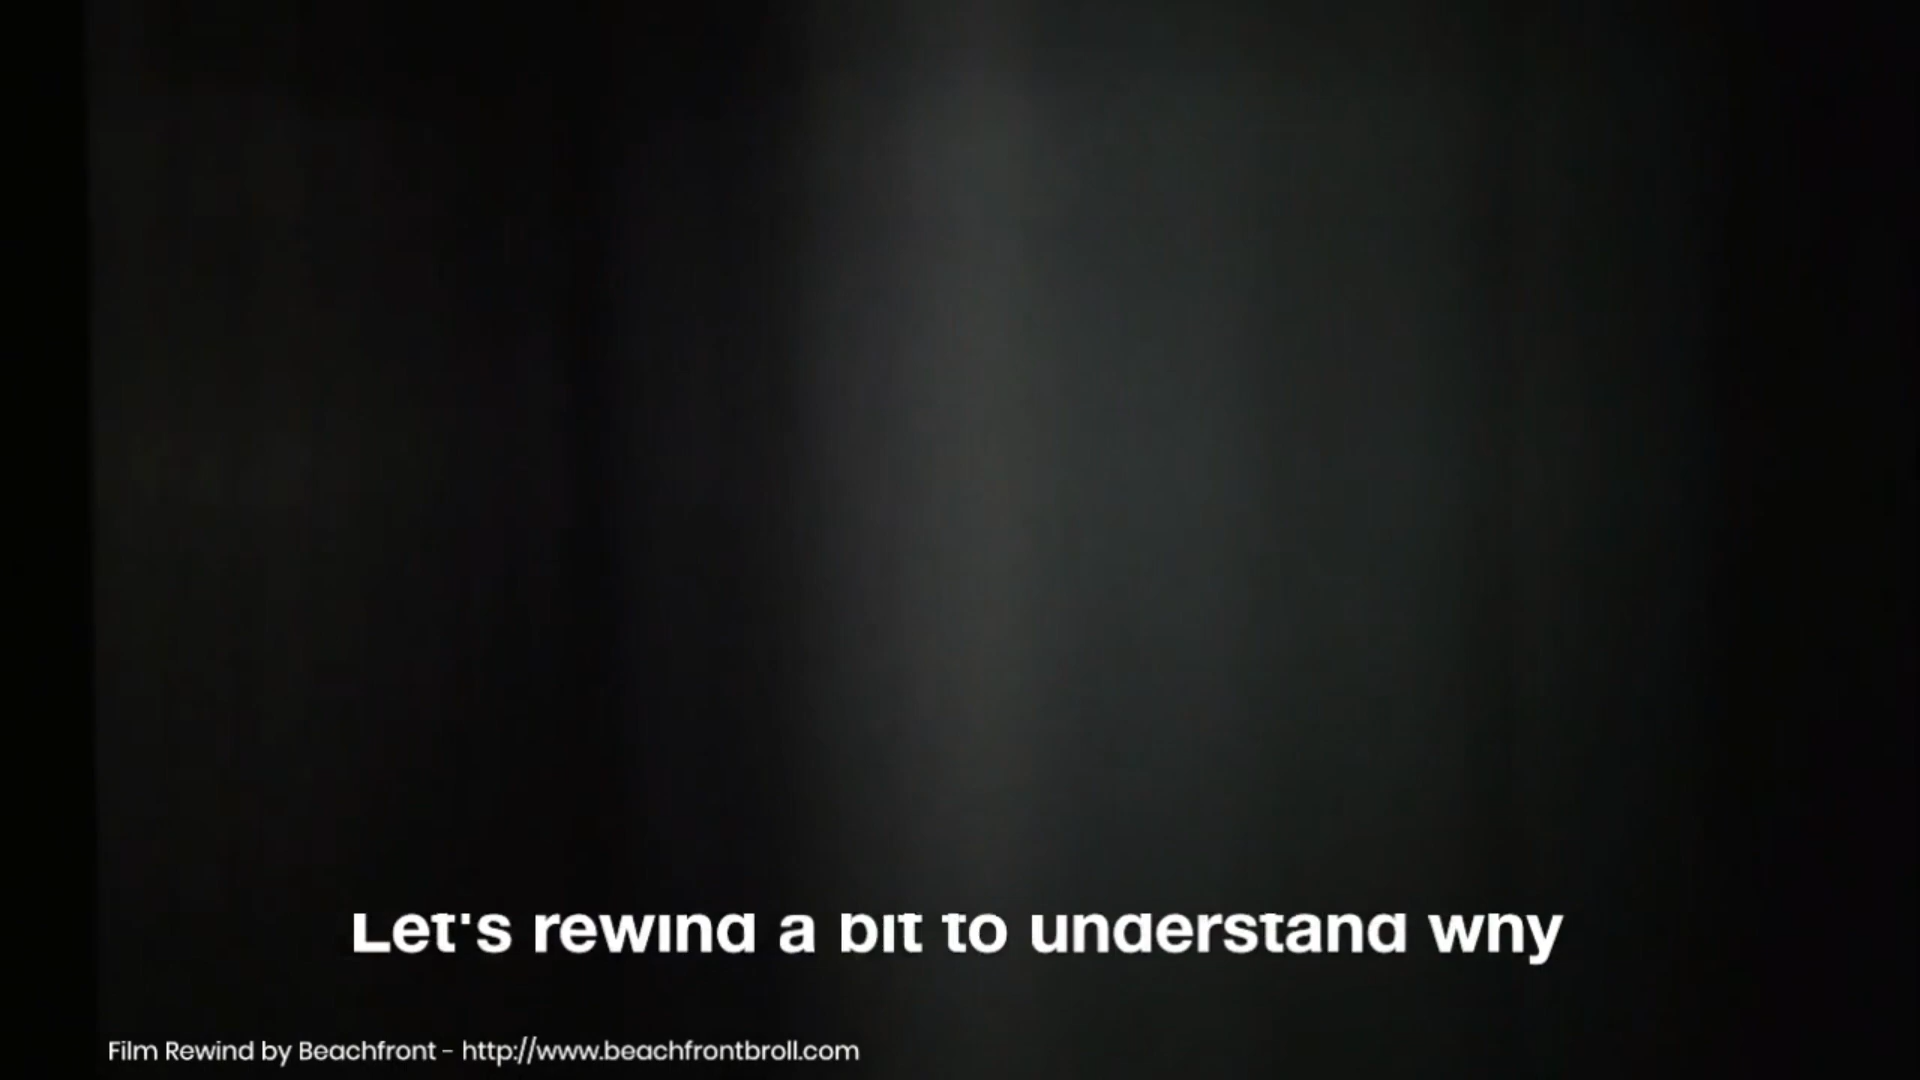 Let's rewind a bit to understand why
Film Rewind by Beachfront - http://www.beachfrontbroll.com